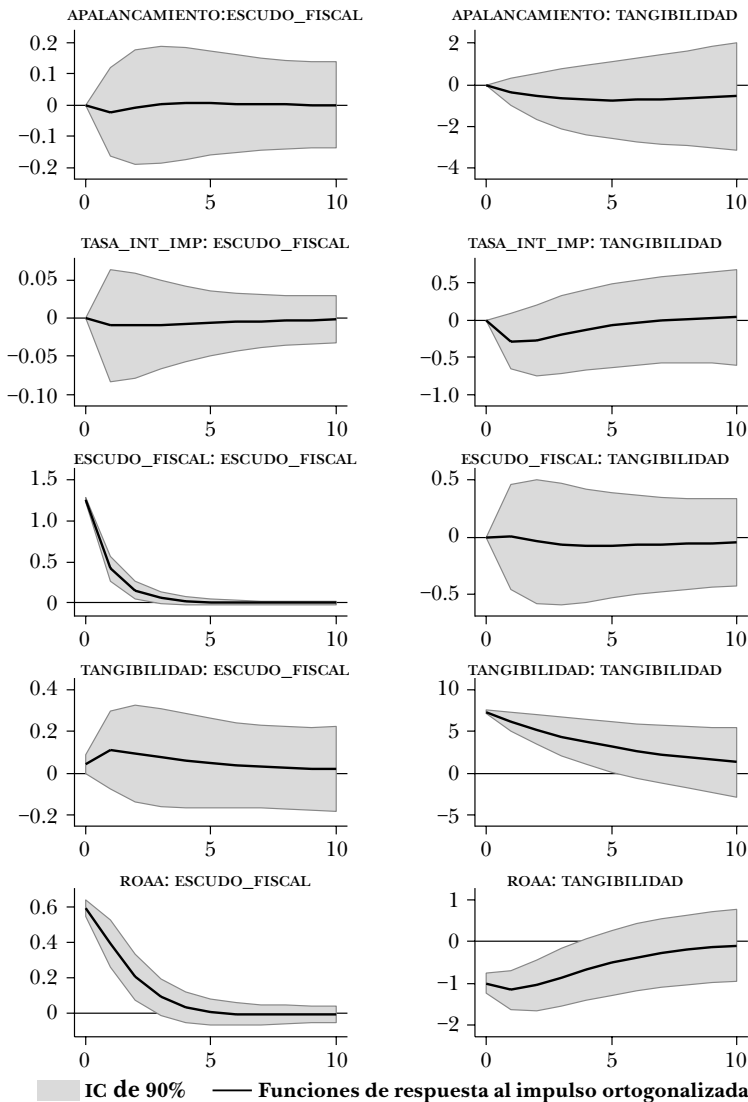 APALANCAMIENTO:ESCUDO_FISCAL
0.2
0.1
0
−0.1
−0.2
0 5 10
APALANCAMIENTO: TANGIBILIDAD
2
0
−2
−4
0 5 10
TASA_INT_IMP: ESCUDO_FISCAL
0.05
0
−0.05
−0.10
0 5 10
TASA_INT_IMP: TANGIBILIDAD
0.5
0
−0.5
−1.0
0 5 10
ESCUDO_FISCAL: ESCUDO_FISCAL
1.5
1.0
0.5
0
0 5 10
ESCUDO_FISCAL: TANGIBILIDAD
0.5
0
−0.5
0 5 10
TANGIBILIDAD: ESCUDO_FISCAL
0.4
0.2
0
−0.2
0 5 10
TANGIBILIDAD: TANGIBILIDAD
10
5
0
−5
0 5 10
ROAA: ESCUDO_FISCAL
0.6
0.4
0.2
0
0 5 10
ROAA: TANGIBILIDAD
1
0
−1
−2
0 5 10
IC de 90% Funciones de respuesta al impulso ortogonalizada